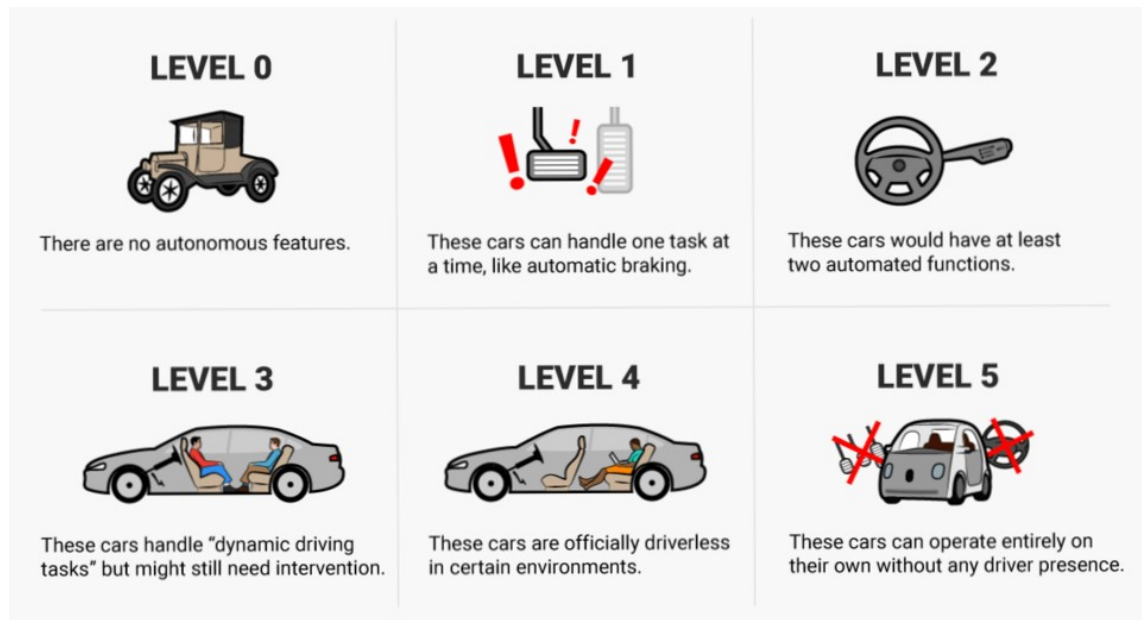 LEVEL 0
There are no autonomous features.
LEVEL 1
These cars can handle one task at
a time, like automatic braking.
LEVEL 2
These cars would have at least
two automated functions.
LEVEL 3
These cars handle “dynamic driving
tasks” but might still need intervention.
LEVEL 4
These cars are officially driverless
in certain environments.
LEVEL 5
These cars can operate entirely on
their own without any driver presence.